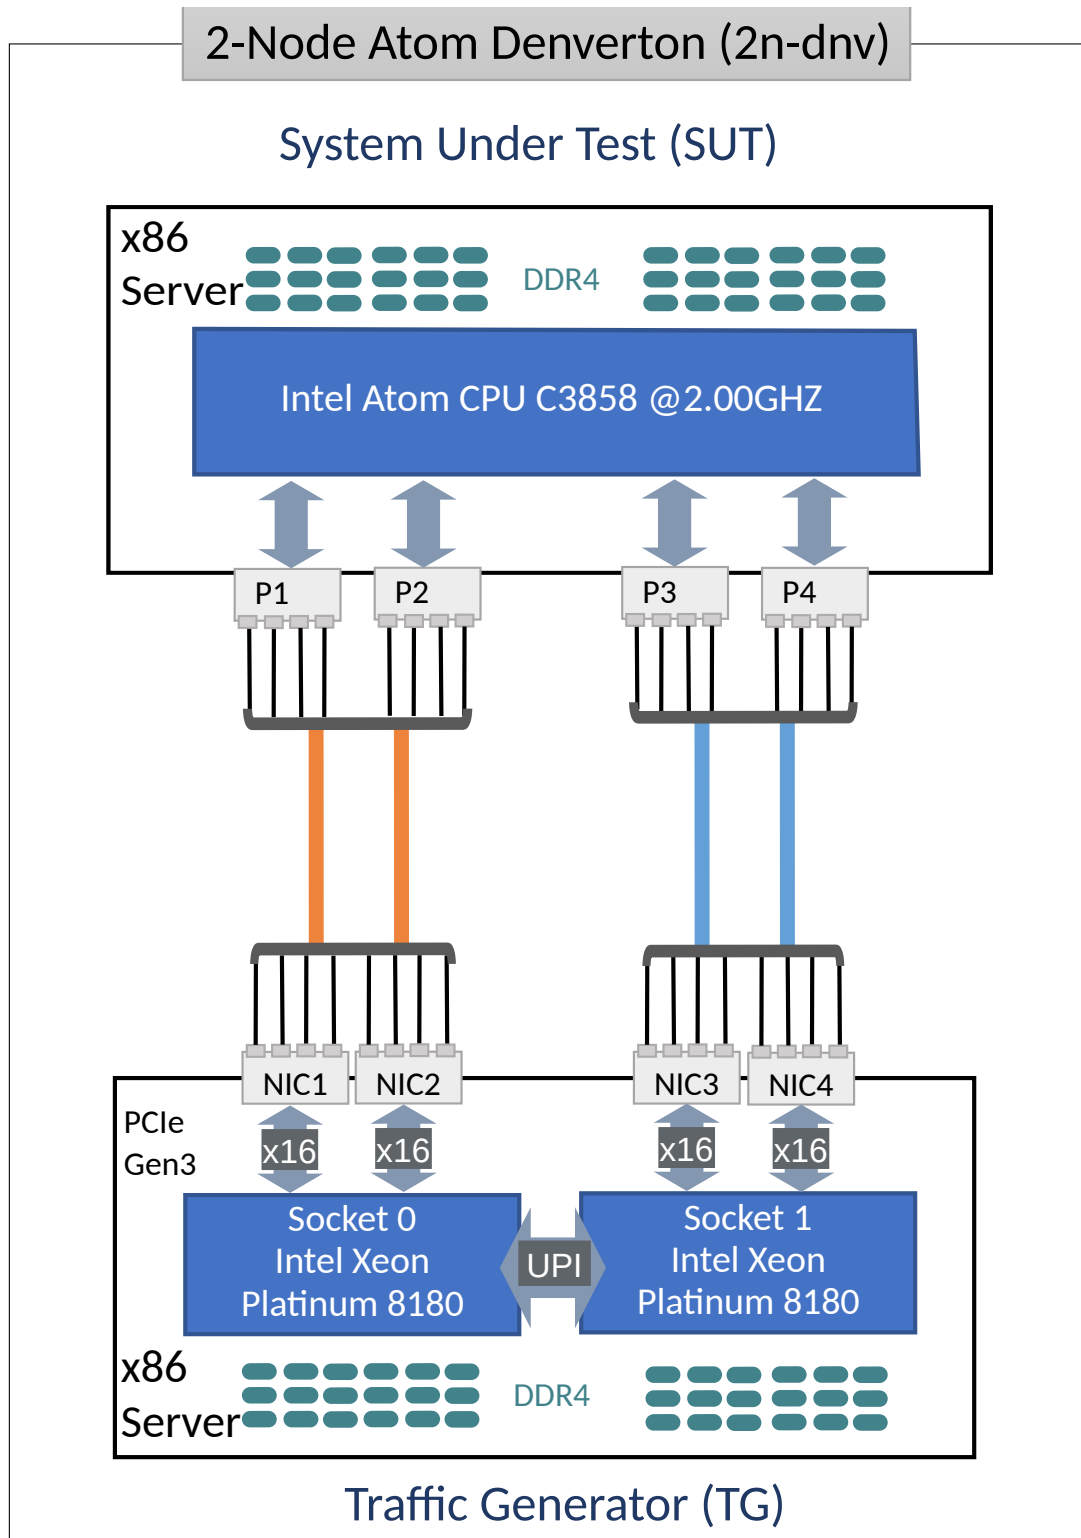 2-Node Atom Denverton (2n-dnv)
System Under Test (SUT)
x86
Server
DDR4
Intel Atom CPU C3858 @2.00GHZ
P1
P2
P3
P4
NIC1
NIC2
NIC3
NIC4
PCIe
Gen3
x16
x16
x16
x16
Socket 0
Intel Xeon
Platinum 8180
UPI
Socket 1
Intel Xeon
Platinum 8180
x86
Server
DDR4
Traffic Generator (TG)